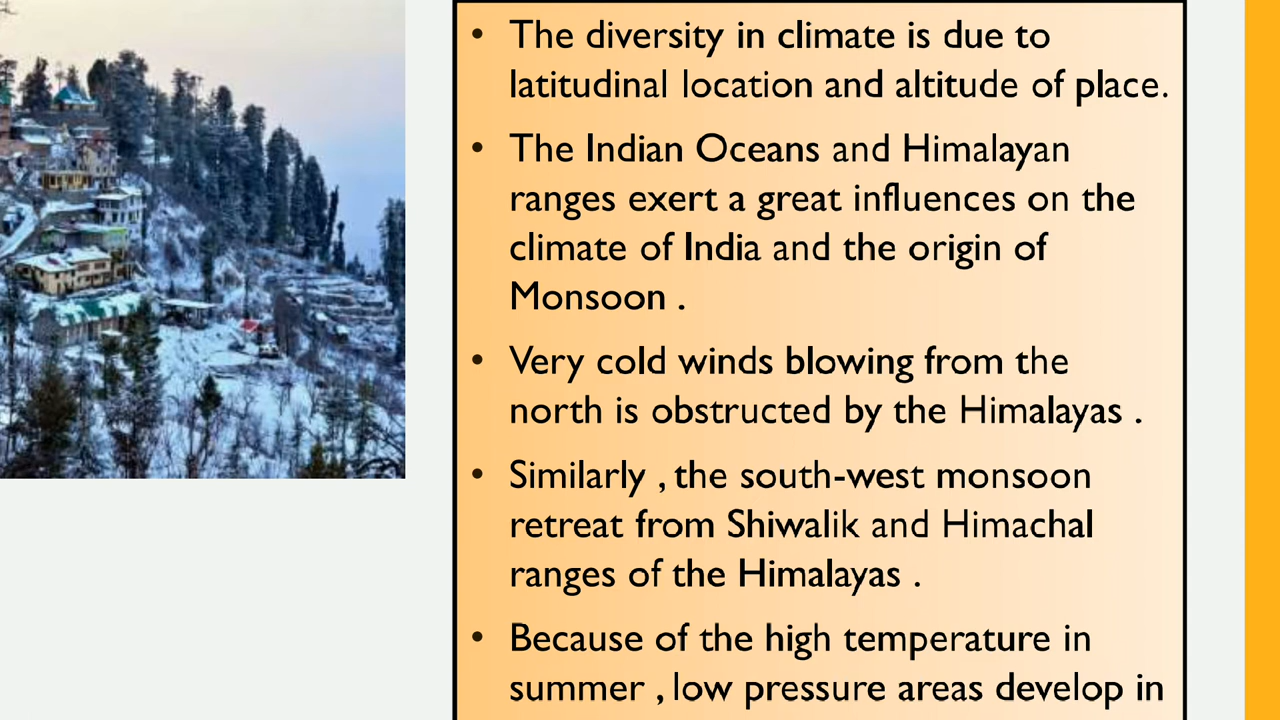 • The diversity in climate is due to
latitudinal location and altitude of place.
• The Indian Oceans and Himalayan
ranges exert a great influences on the
climate of India and the origin of
Monsoon .
• Very cold winds blowing from the
north is obstructed by the Himalayas .
• Similarly , the south-west monsoon
retreat from Shiwalik and Himachal
ranges of the Himalayas .
• Because of the high temperature in
summer , low pressure areas develop in